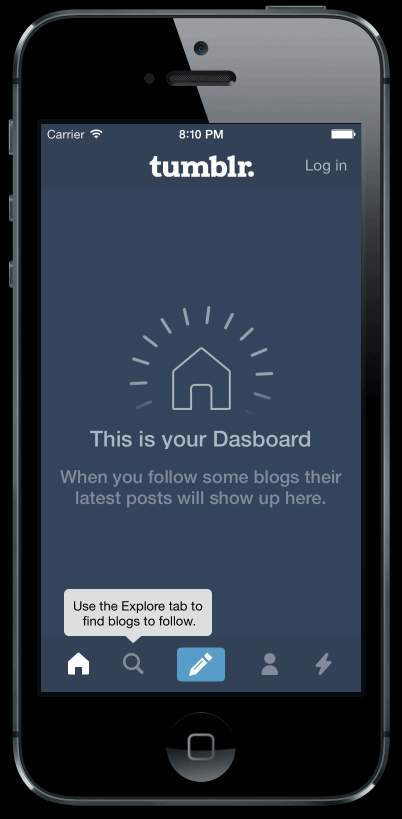 Carrier 8:10 PM
tumblr. Log in
This is your Dasboard
When you follow some blogs their
latest posts will show up here.
Use the Explore tab to
find blogs to follow.